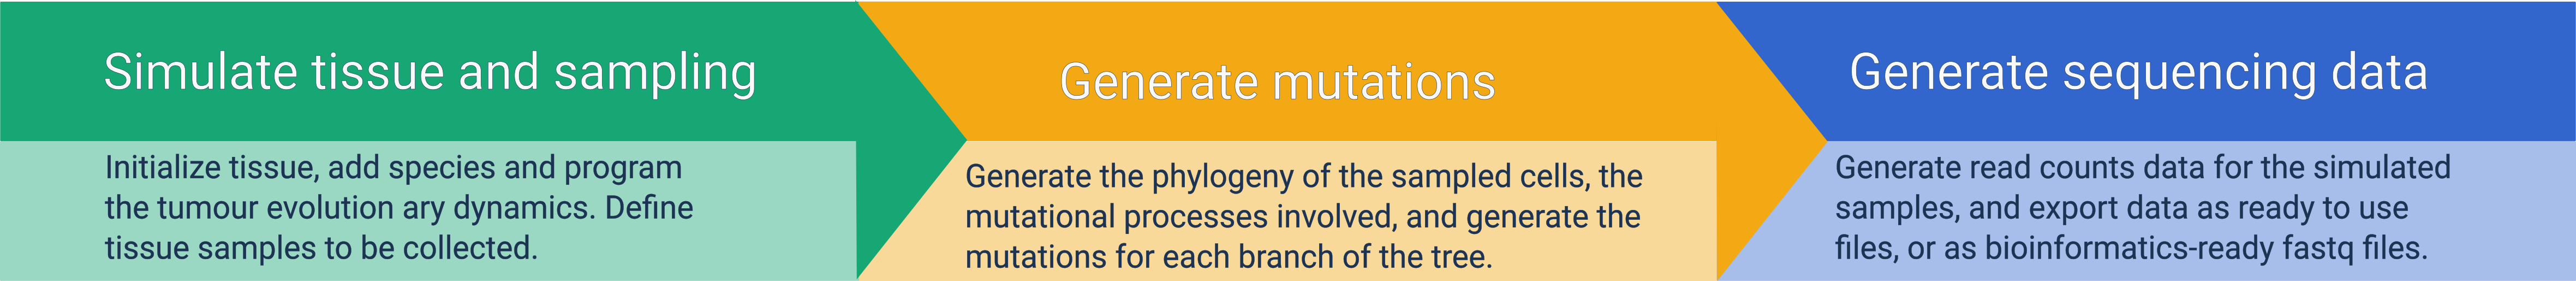 Simulate tissue and sampling
Initialize tissue, add species and program
the tumour evolution ary dynamics. Define
tissue samples to be collected.
Generate mutations
Generate the phylogeny of the sampled cells, the
mutational processes involved, and generate the
mutations for each branch of the tree.
Generate sequencing data
Generate read counts data for the simulated
samples, and export data as ready to use
files, or as bioinformatics-ready fastq files.